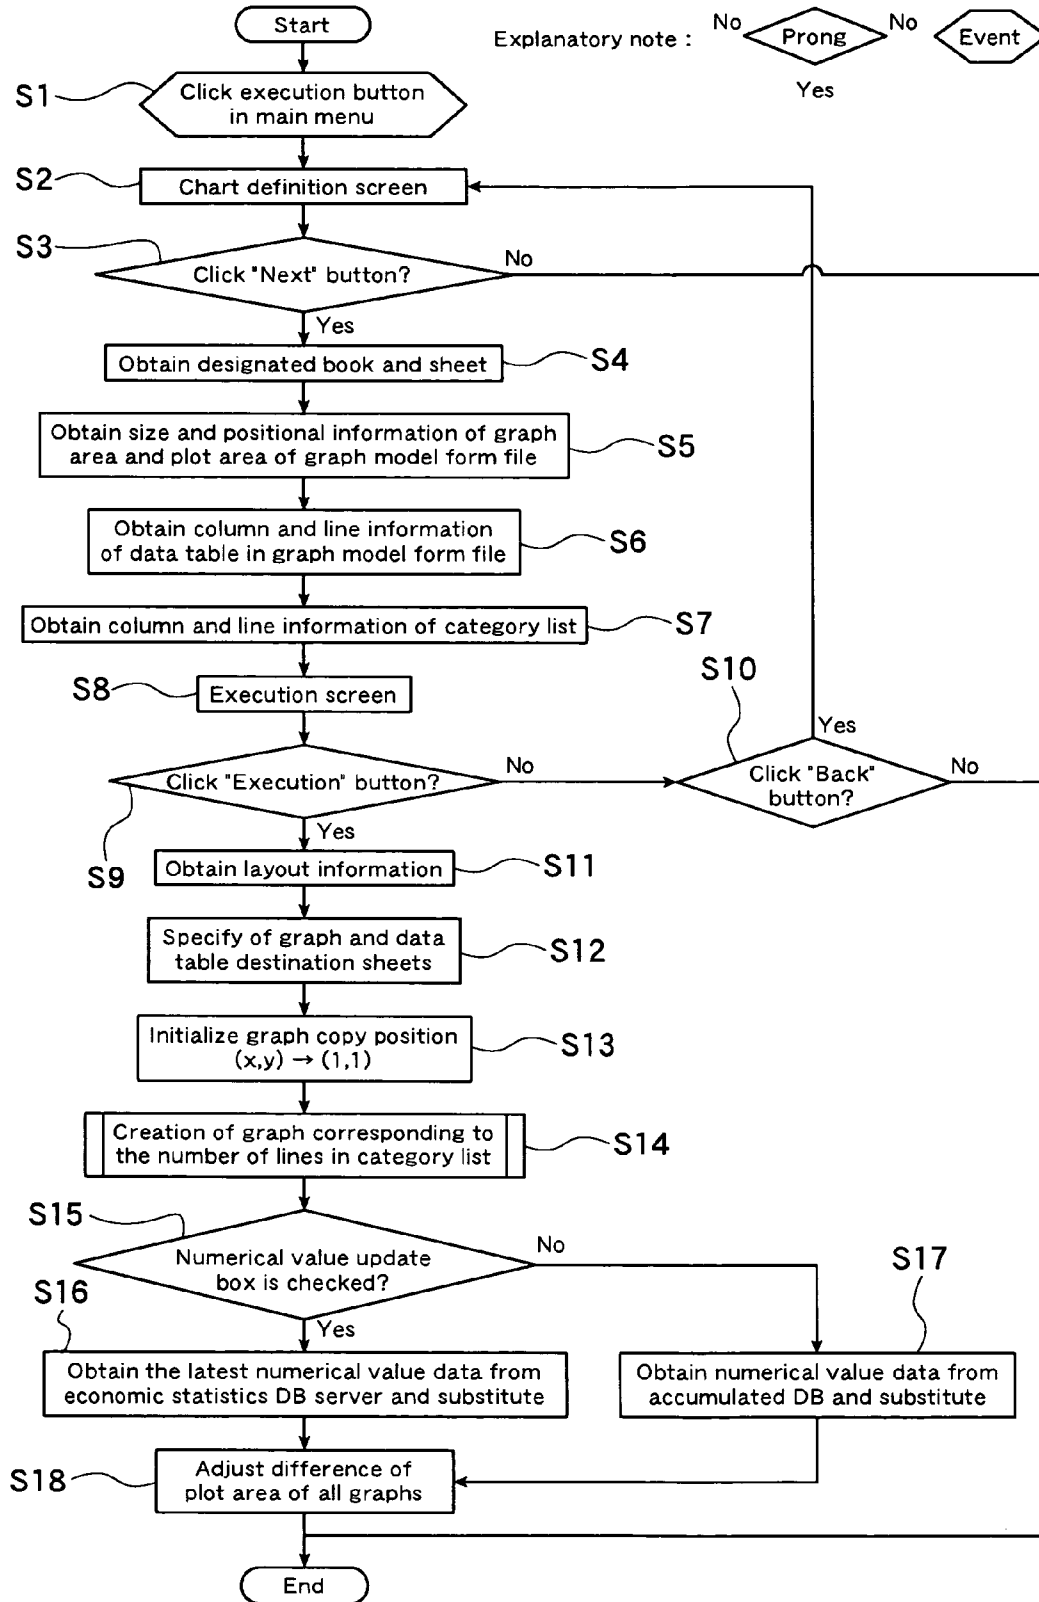 Start
Explanatory note :
No
Prong
No
Event
Yes
S1
Click execution button
in main menu
S2
Chart definition screen
S3
Click "Next" button?
No
Yes
Obtain designated book and sheet
S4
Obtain size and positional information of graph
area and plot area of graph model form file
S5
Obtain column and line information
of data table in graph model form file
S6
Obtain column and line information of category list
S7
S8
Execution screen
S10
Yes
Click "Execution" button?
No
Click "Back"
button?
No
S9
Yes
Obtain layout information
S11
Specify of graph and data
table destination sheets
S12
Initialize graph copy position
(x,y) → (1,1)
S13
Creation of graph corresponding to
the number of lines in category list
S14
S15
Numerical value update
box is checked?
No
S17
S16
Yes
Obtain the latest numerical value data from
economic statistics DB server and substitute
Obtain numerical value data from
accumulated DB and substitute
S18
Adjust difference of
plot area of all graphs
End